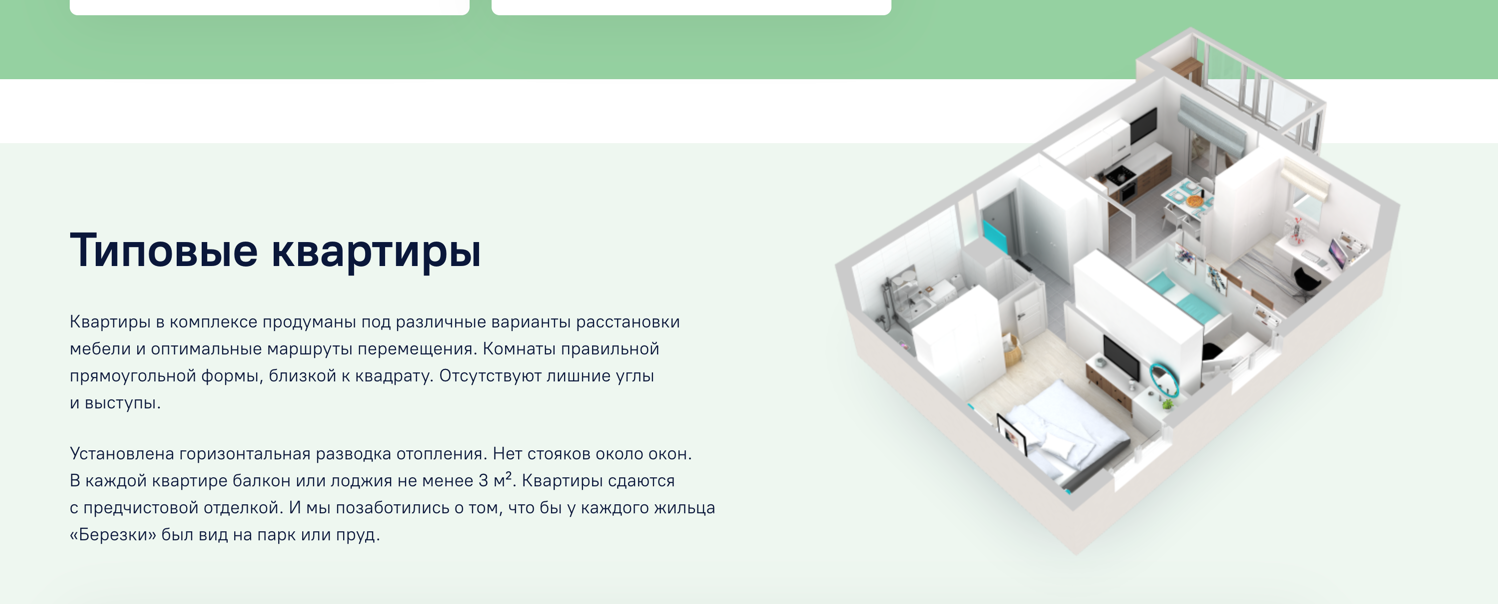 Типовые квартиры
Квартиры в комплексе продуманы под различные варианты расстановки
мебели и оптимальные маршруты перемещения. Комнаты правильной
прямоугольной формы, близкой к квадрату. Отсутствуют лишние углы
и выступы.
Установлена горизонтальная разводка отопления. Нет стояков около окон.
В каждой квартире балкон или лоджия не менее 3 м². Квартиры сдаются
с предчистовой отделкой. И мы позаботились о том, что бы у каждого жильца
«Березки» был вид на парк или пруд.